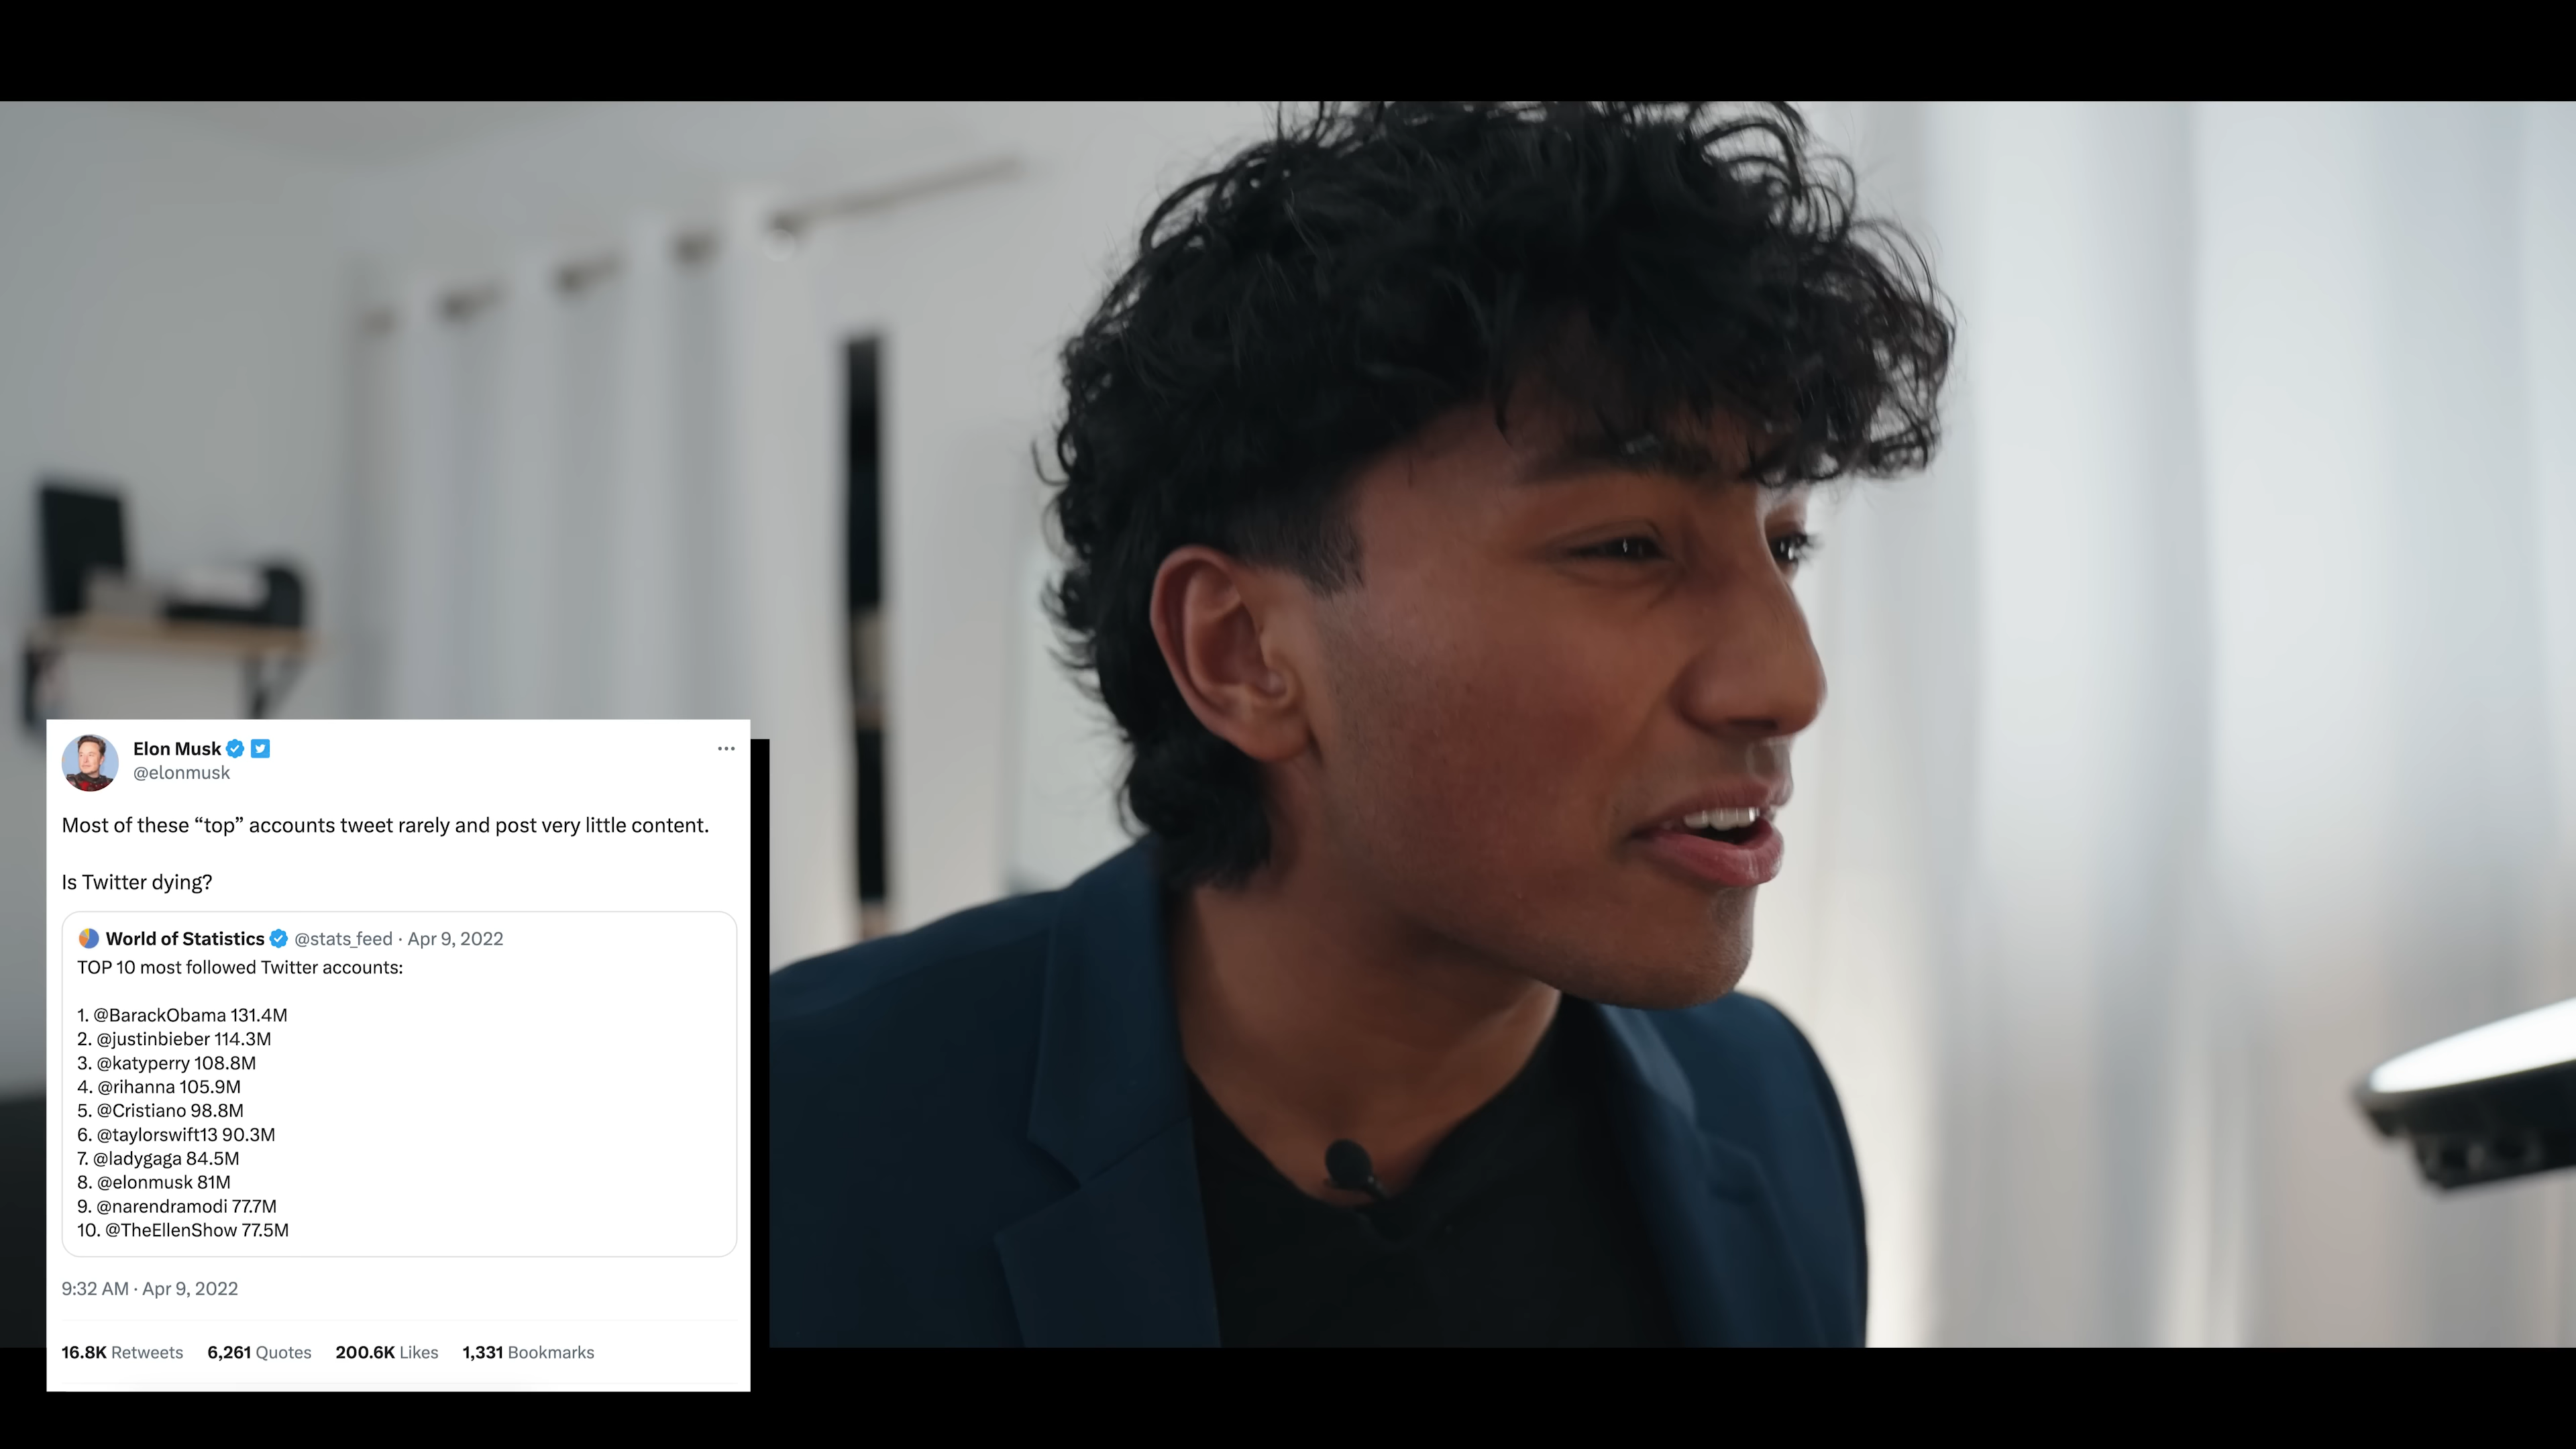 Elon Musk
@elonmusk
Most of these “top” accounts tweet rarely and post very little content.
Is Twitter dying?
World of Statistics @stats_feed · Apr 9, 2022
TOP 10 most followed Twitter accounts:
1. @BarackObama 131.4M
2. @justinbieber 114.3M
3. @katyperry 108.8M
4. @rihanna 105.9M
5. @Cristiano 98.8M
6. @taylorswift13 90.3M
7. @ladygaga 84.5M
8. @elonmusk 81M
9. @narendramodi 77.7M
10. @TheEllenShow 77.5M
9:32 AM · Apr 9, 2022
16.8K Retweets 6,261 Quotes 200.6K Likes 1,331 Bookmarks